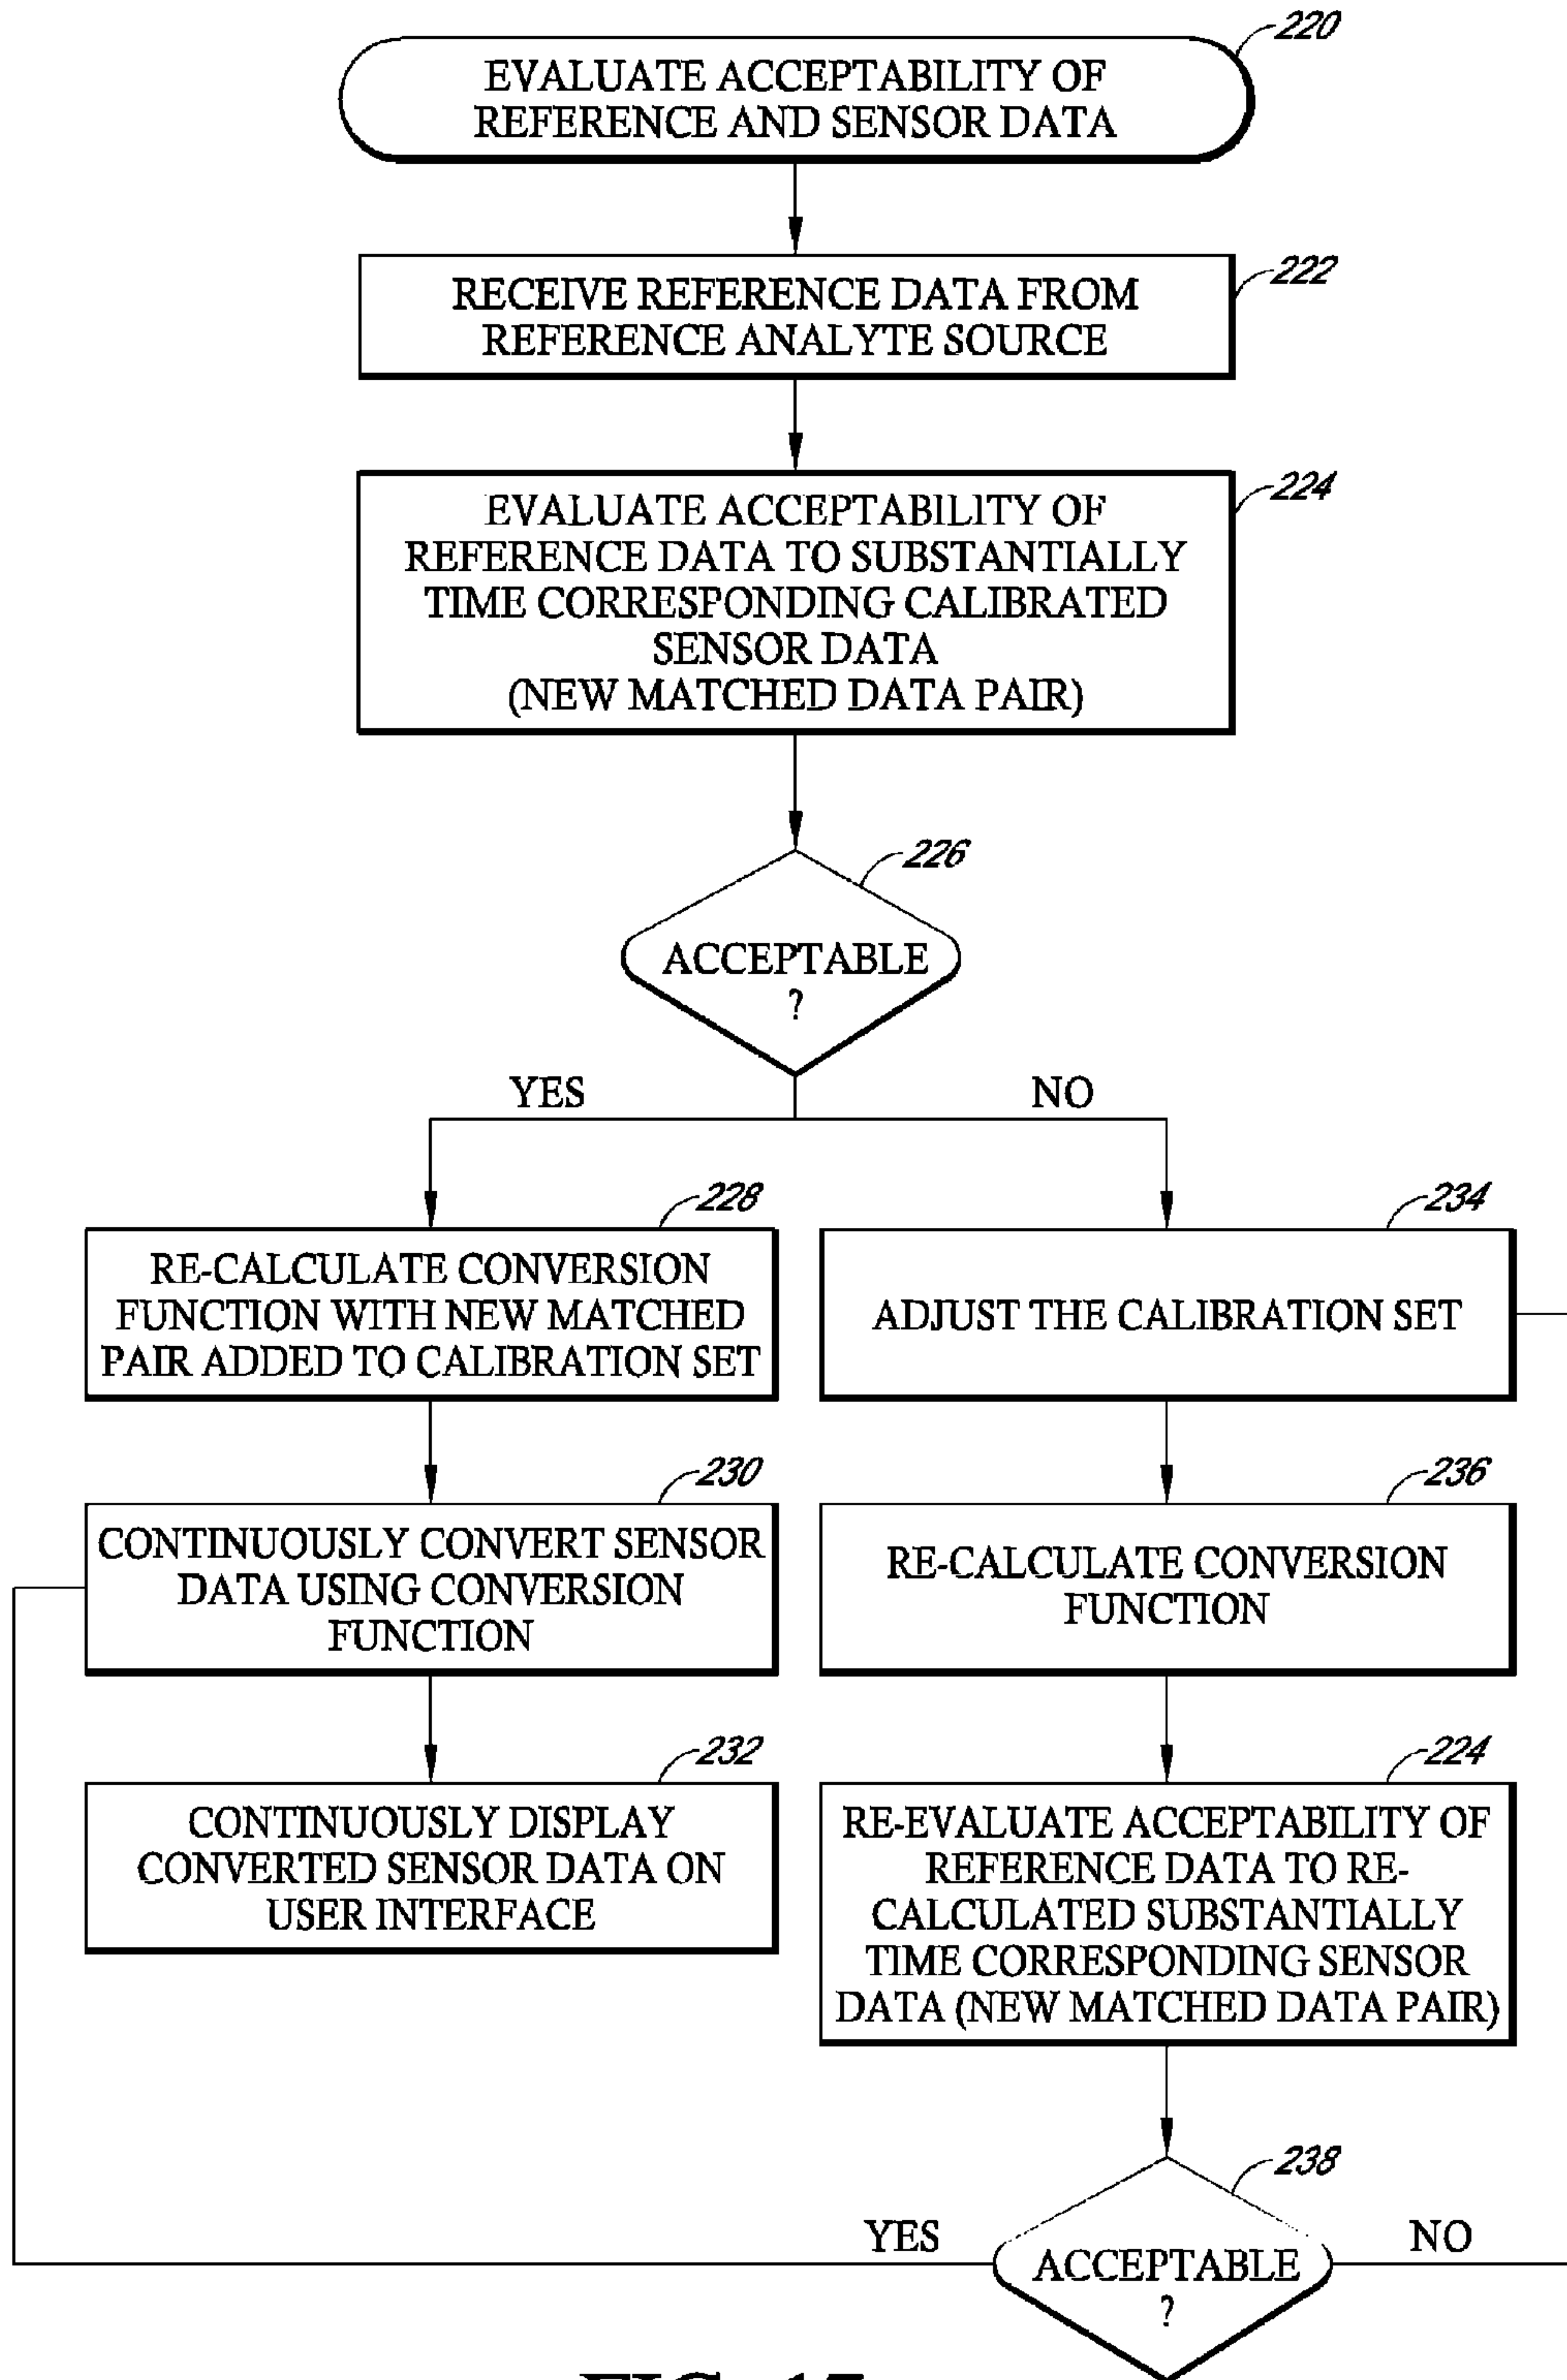 220
EVALUATE ACCEPTABILITY OF
REFERENCE AND SENSOR DATA
222
RECEIVE REFERENCE DATA FROM
REFERENCE ANALYTE SOURCE
224
EVALUATE ACCEPTABILITY OF
REFERENCE DATA TO SUBSTANTIALLY
TIME CORRESPONDING CALIBRATED
SENSOR DATA
(NEW MATCHED DATA PAIR)
226
ACCEPTABLE
?
YES
NO
228
RE-CALCULATE CONVERSION
FUNCTION WITH NEW MATCHED
PAIR ADDED TO CALIBRATION SET
230
CONTINUOUSLY CONVERT SENSOR
DATA USING CONVERSION
FUNCTION
232
CONTINUOUSLY DISPLAY
CONVERTED SENSOR DATA ON
USER INTERFACE
234
ADJUST THE CALIBRATION SET
236
RE-CALCULATE CONVERSION
FUNCTION
224
RE-EVALUATE ACCEPTABILITY OF
REFERENCE DATA TO RE-
CALCULATED SUBSTANTIALLY
TIME CORRESPONDING SENSOR
DATA (NEW MATCHED DATA PAIR)
238
YES
ACCEPTABLE
?
NO